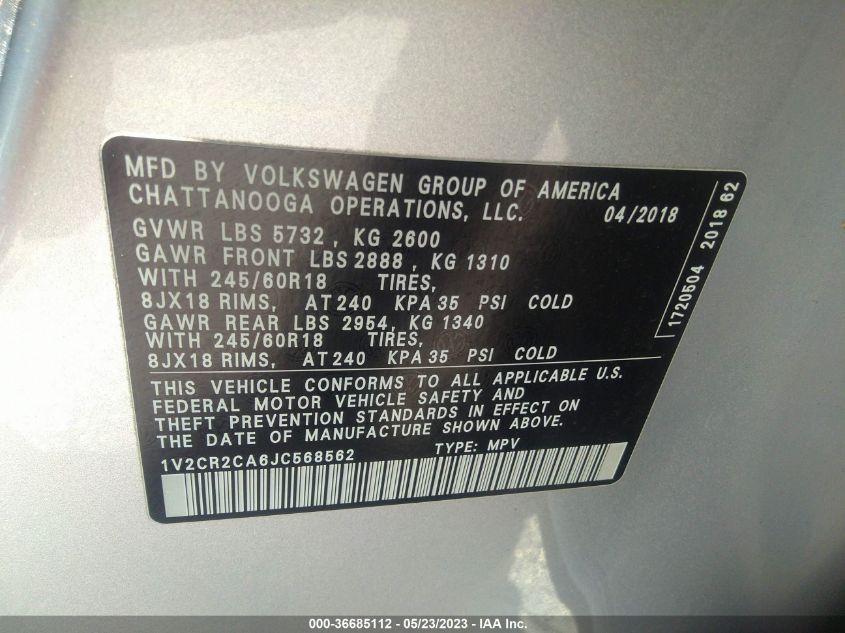 MFD BY VOLKSWAGEN GROUP OF AMERICA
CHATTANOOGA OPERATIONS, LLC. 04/2018
GVWR LBS 5732 , KG 2600
GAWR FRONT LBS 2888 , KG 1310
WITH 245/60R18 TIRES,
8JX18 RIMS, AT 240 KPA 35 PSI COLD
GAWR REAR LBS 2954, KG 1340
WITH 245/60R18 TIRES,
8JX18 RIMS, AT 240 KPA 35 PSI COLD
THIS VEHICLE CONFORMS TO ALL APPLICABLE U.S.
FEDERAL MOTOR VEHICLE SAFETY AND
THEFT PREVENTION STANDARDS IN EFFECT ON
THE DATE OF MANUFACTURE SHOWN ABOVE.
1V2CR2CA6JC568562 TYPE: MPV
1720504 2018 62
000-36685112 - 05/23/2023 - IAA Inc.